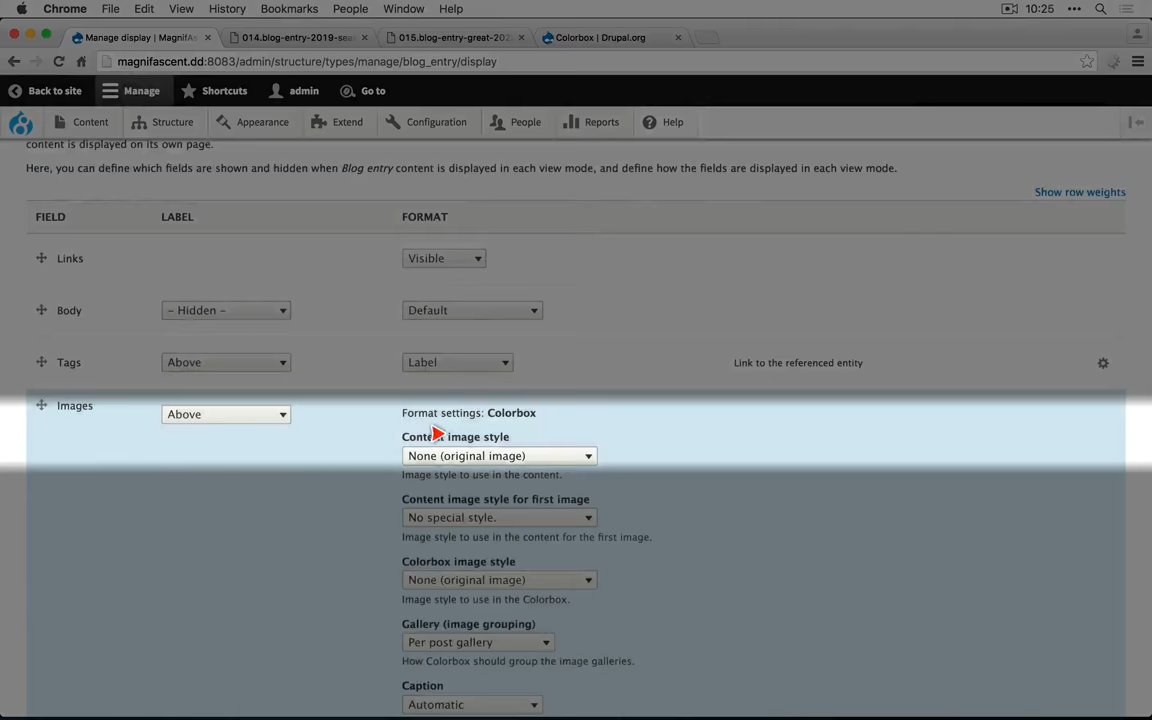 Chrome File Edit View History Bookmarks People Window Help 10:25
Manage display | MagnifAs 014.blog-entry-2019-sea 015.blog-entry-great-202 Colorbox | Drupal.org
magnifascent.dd:8083/admin/structure/types/manage/blog_entry/display
Back to site Manage Shortcuts admin Go to
Content Structure Appearance Extend Configuration People Reports Help
content is displayed on its own page.
Here, you can define which fields are shown and hidden when Blog entry content is displayed in each view mode, and define how the fields are displayed in each view mode.
Show row weights
FIELD LABEL FORMAT
Links Visible
Body – Hidden – Default
Tags Above Label Link to the referenced entity
Images Above Format settings: Colorbox
Content image style
None (original image)
Image style to use in the content.
Content image style for first image
No special style.
Image style to use in the content for the first image.
Colorbox image style
None (original image)
Image style to use in the Colorbox.
Gallery (image grouping)
Per post gallery
How Colorbox should group the image galleries.
Caption
Automatic